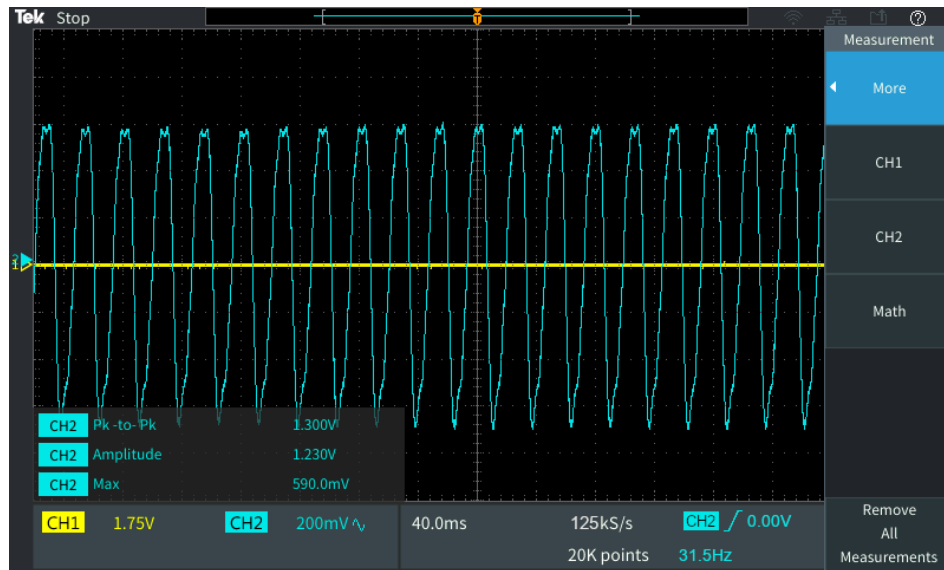 Tek Stop
T
Measurement
More
CH1
CH2
Math
2
1
CH2 Pk-to-Pk 1.300V
CH2 Amplitude 1.230V
CH2 Max 590.0mV
CH1 1.75V CH2 200mV 40.0ms 125kS/s CH2 0.00V
20K points 31.5Hz
Remove
All
Measurements